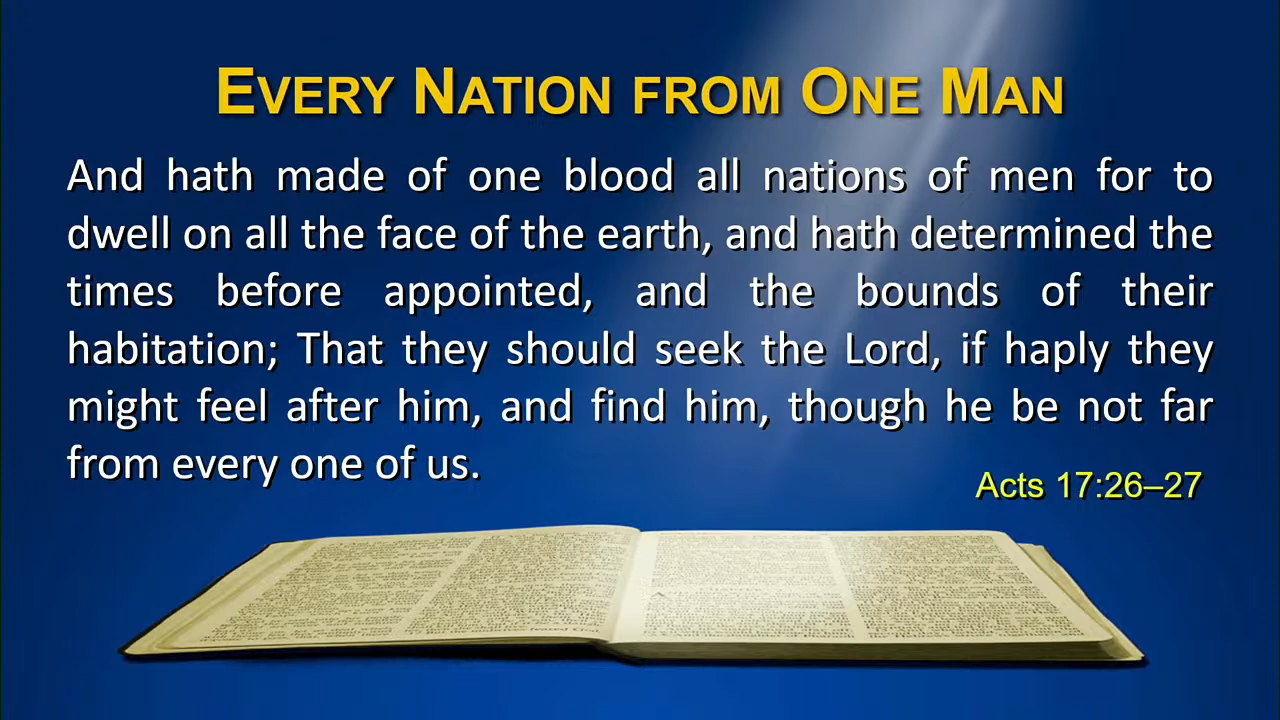 EVERY NATION FROM ONE MAN
And hath made of one blood all nations of men for to
dwell on all the face of the earth, and hath determined the
times before appointed, and the bounds of their
habitation; That they should seek the Lord, if haply they
might feel after him, and find him, though he be not far
from every one of us.
Acts 17:26–27